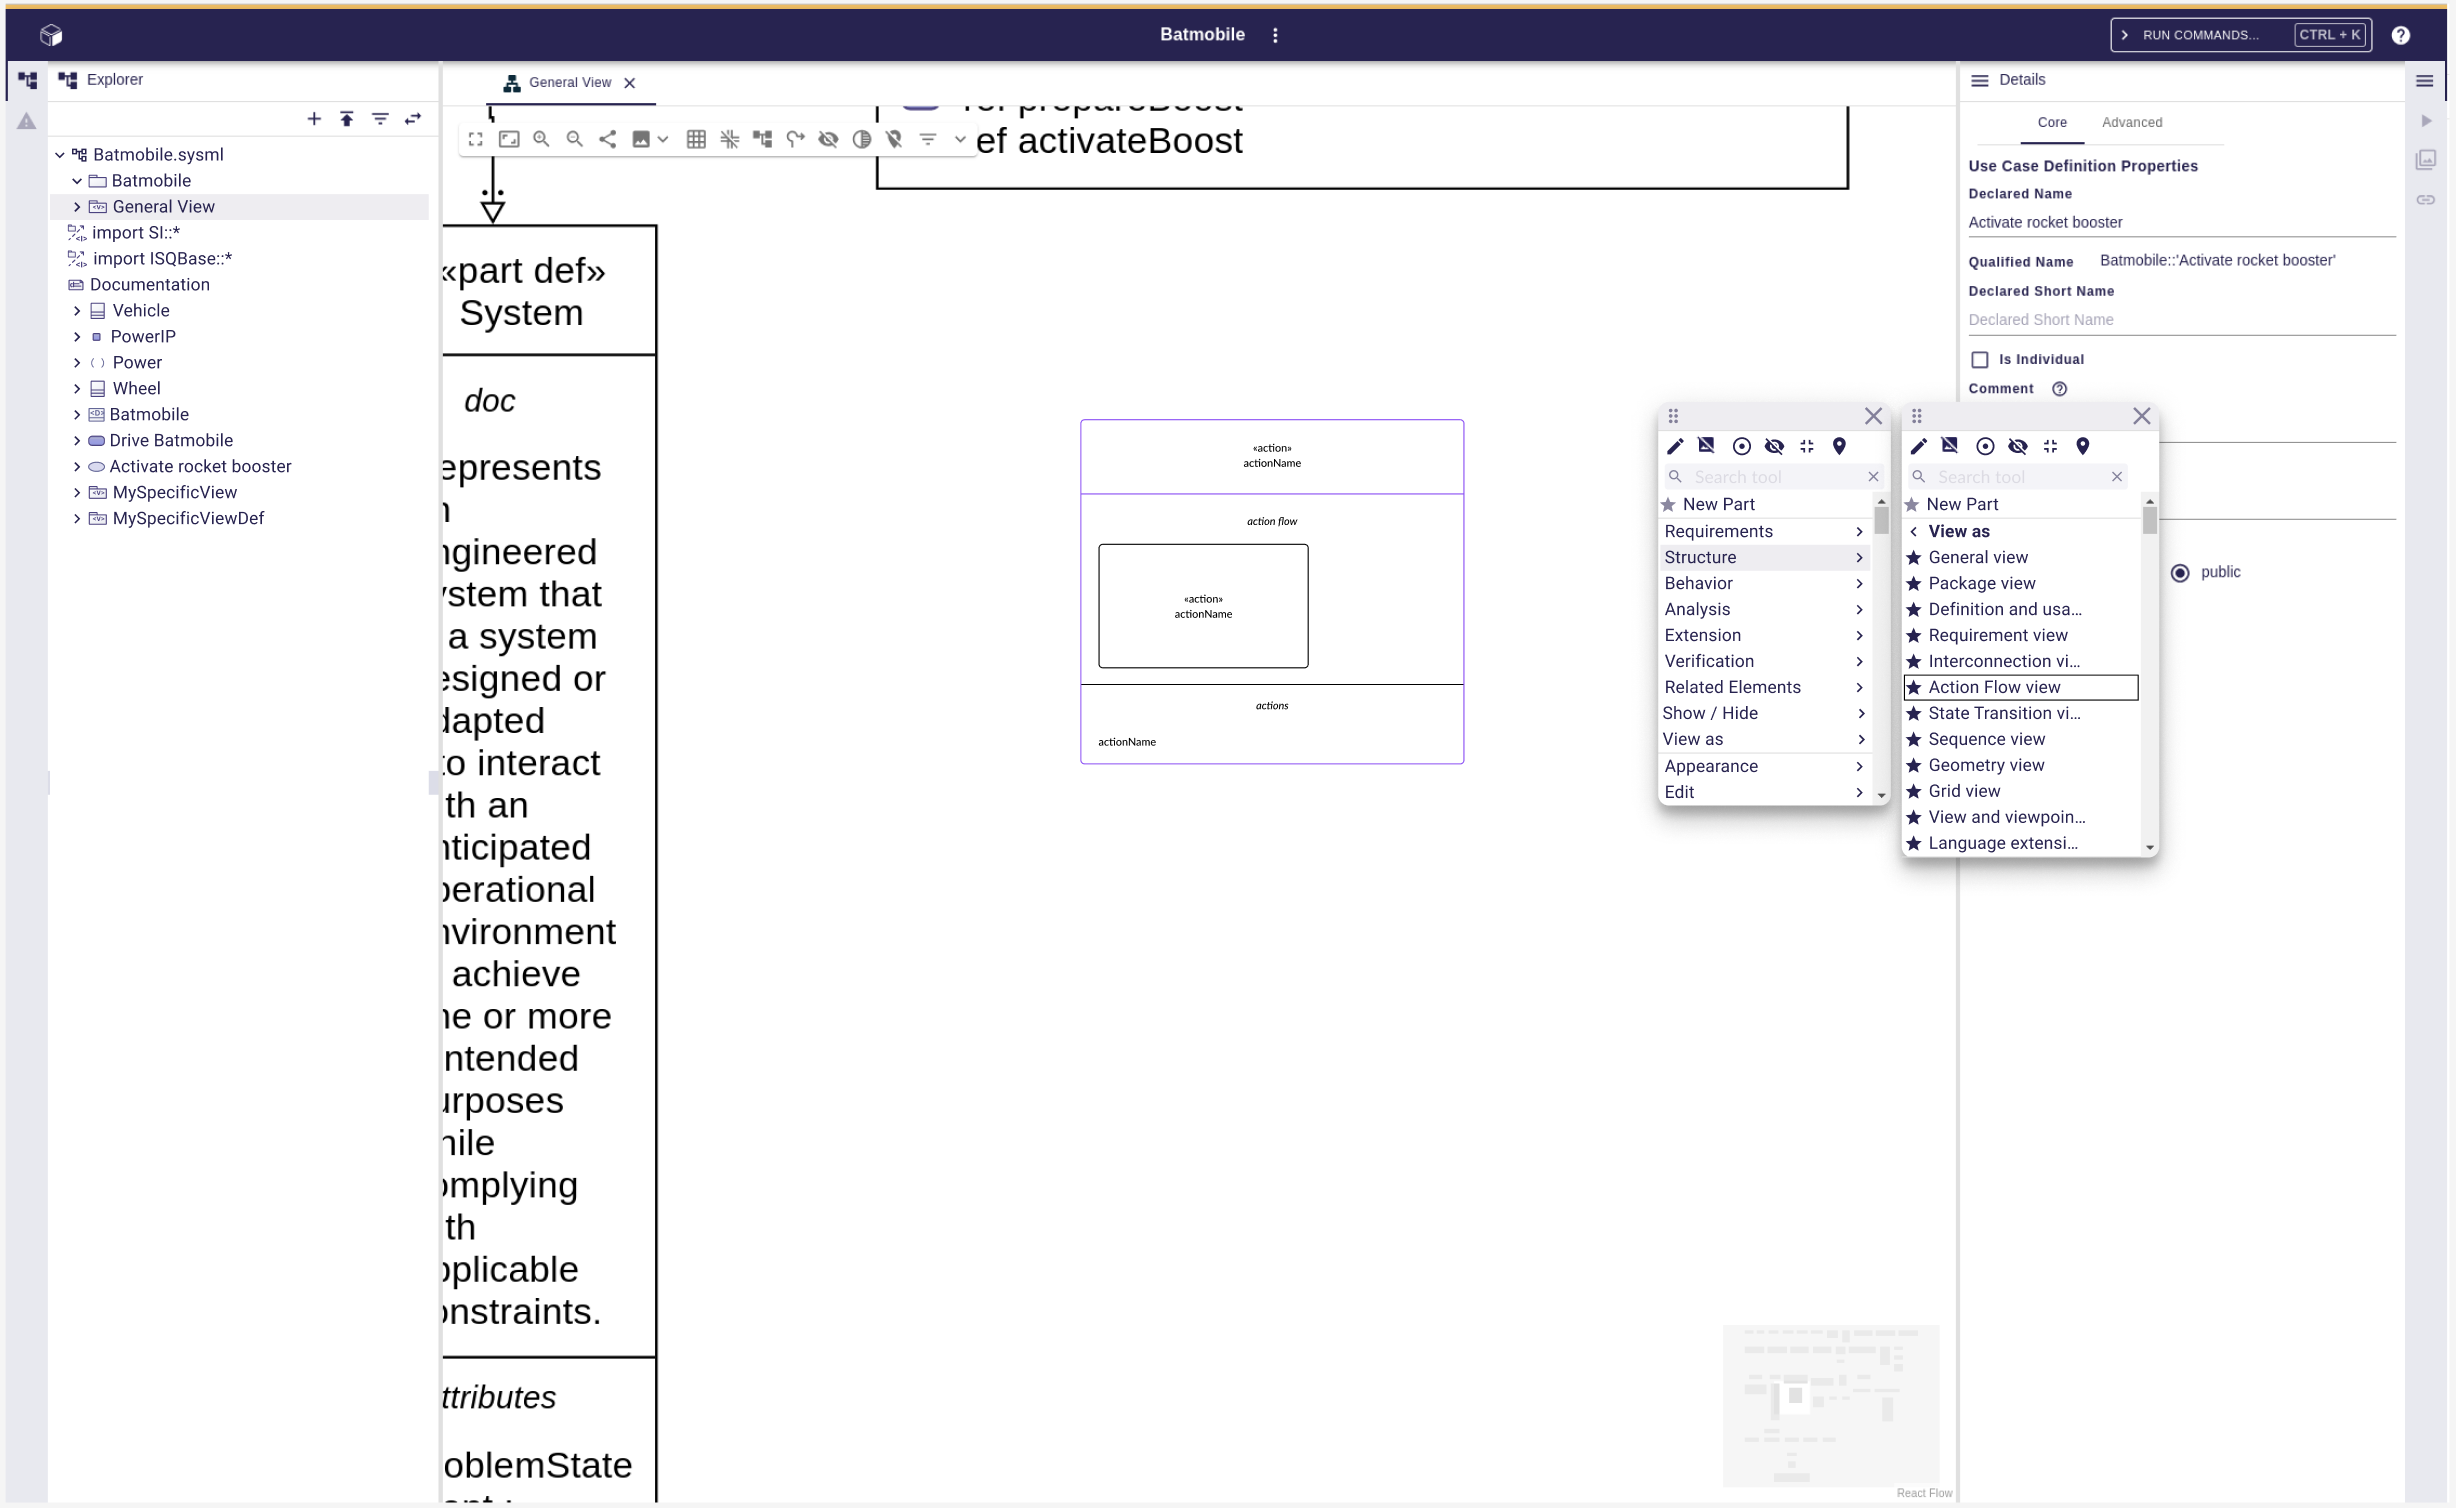 Batmobile
RUN COMMANDS...
CTRL + K
Explorer
Batmobile.sysml
Batmobile
General View
import SI::*
import ISQBase::*
Documentation
Vehicle
PowerIP
Power
Wheel
Batmobile
Drive Batmobile
Activate rocket booster
MySpecificView
MySpecificViewDef
General View
ref prepareBoost
ef activateBoost
«part def»
System
doc
epresents
n
ngineered
ystem that
a system
esigned or
dapted
to interact
th an
nticipated
perational
nvironment
achieve
ne or more
ntended
urposes
hile
omplying
th
pplicable
onstraints.
ttributes
oblemState
«action»
actionName
action flow
«action»
actionName
actions
actionName
Search tool
New Part
Requirements
Structure
Behavior
Analysis
Extension
Verification
Related Elements
Show / Hide
View as
Appearance
Edit
Search tool
New Part
View as
General view
Package view
Definition and usa...
Requirement view
Interconnection vi...
Action Flow view
State Transition vi...
Sequence view
Geometry view
Grid view
View and viewpoin...
Language extensi...
Details
Core
Advanced
Use Case Definition Properties
Declared Name
Activate rocket booster
Qualified Name Batmobile::'Activate rocket booster'
Declared Short Name
Declared Short Name
Is Individual
Comment
public
React Flow